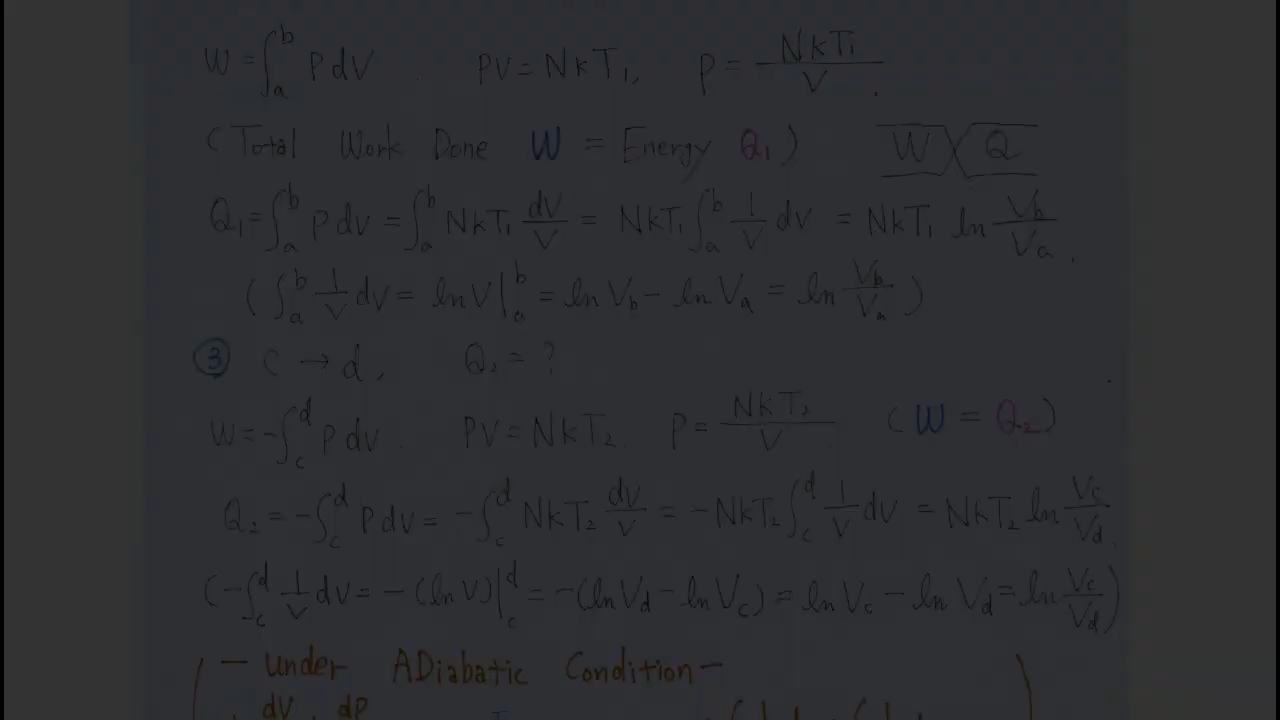 W = ∫_a^b P dV . PV = NkT₁, P = NkT₁/V .
(Total Work Done W = Energy Q₁) W Q
Q₁ = ∫_a^b P dV = ∫_a^b NkT₁ dV/V = NkT₁ ∫_a^b 1/V dV = NkT₁ ln V_b/V_a .
(∫_a^b 1/V dV = ln V |_a^b = ln V_b - ln V_a = ln V_b/V_a)
③ C → d, Q₂ = ?
W = -∫_c^d P dV . PV = NkT₂. P = NkT₂/V (W = Q₂)
Q₂ = -∫_c^d P dV = -∫_c^d NkT₂ dV/V = -NkT₂ ∫_c^d 1/V dV = NkT₂ ln V_c/V_d .
(-∫_c^d 1/V dV = -(ln V)|_c^d = -(ln V_d - ln V_c) = ln V_c - ln V_d = ln V_c/V_d)
- Under ADiabatic Condition -
dV dP